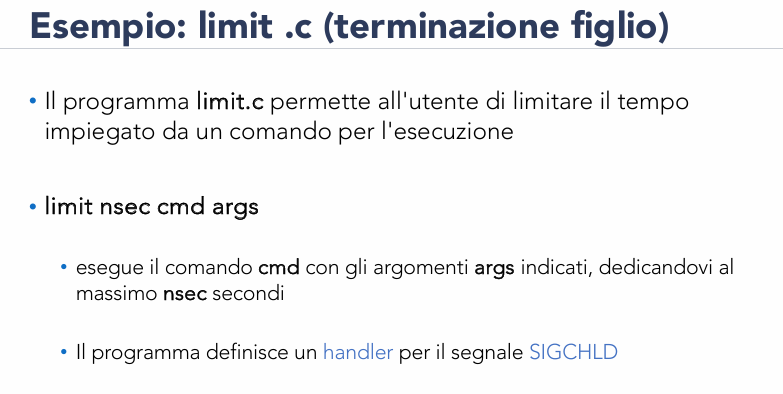 Esempio: limit .c (terminazione figlio)
• Il programma limit.c permette all'utente di limitare il tempo
impiegato da un comando per l'esecuzione
• limit nsec cmd args
• esegue il comando cmd con gli argomenti args indicati, dedicandovi al
massimo nsec secondi
• Il programma definisce un handler per il segnale SIGCHLD